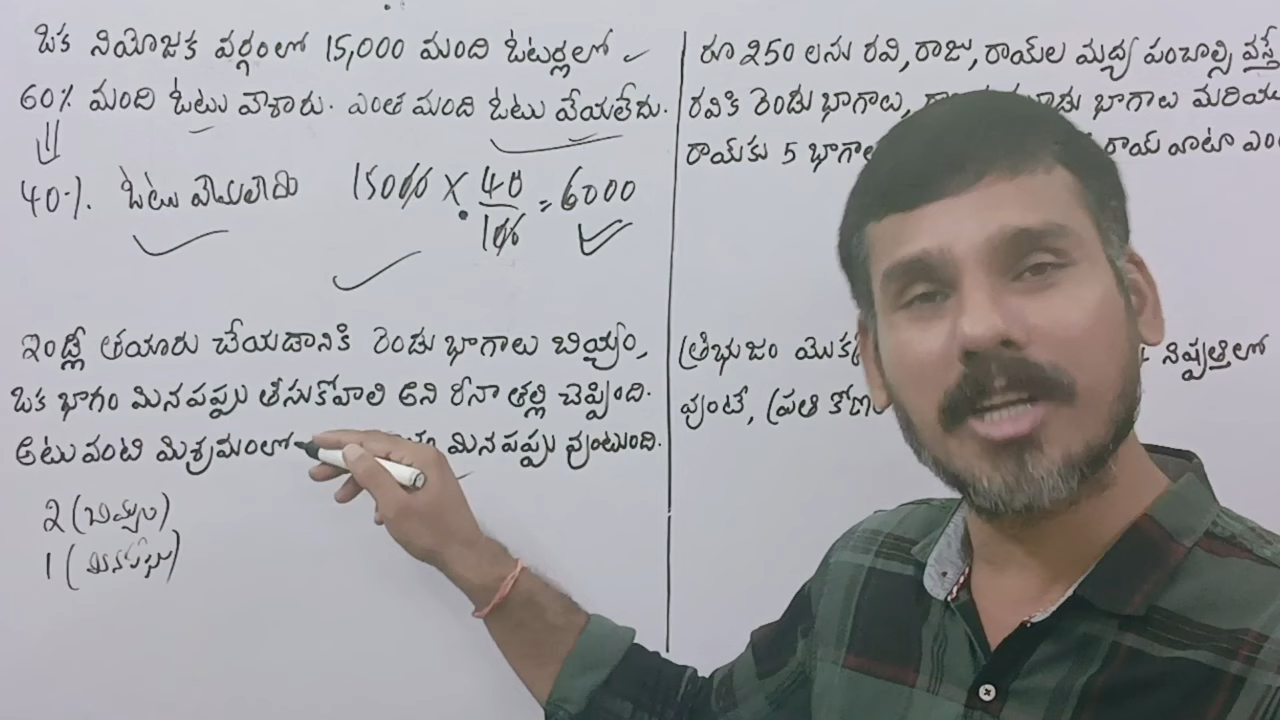 ఒక నియోజక వర్గంలో 15,000 మంది ఓటర్లలో
60% మంది ఓటు వేశారు. ఎంత మంది ఓటు వేయలేదు.
40%. ఓటు 15000 × 40/100 = 6000
ఇండ్లీ తయారు చేయడానికి రెండు భాగాలు బియ్యం,
ఒక భాగం మినపప్పు తీసుకోవాలి అని రీనా తల్లి చెప్పింది.
అటువంటి మిశ్రమంలో మినపప్పు వుంటుంది.
2 (బియ్యం)
1 (మినపప్పు)
రూ 250 లను రవి, రాజు, రాయ్‌ల మధ్య పంచాల్సి వస్తే
రవికి రెండు భాగాలు, భాగాలు మరియు
రాయ్‌కు 5 రాయ్ వాటా
త్రిభుజం నిష్పత్తిలో
వుంటే, ప్రతి